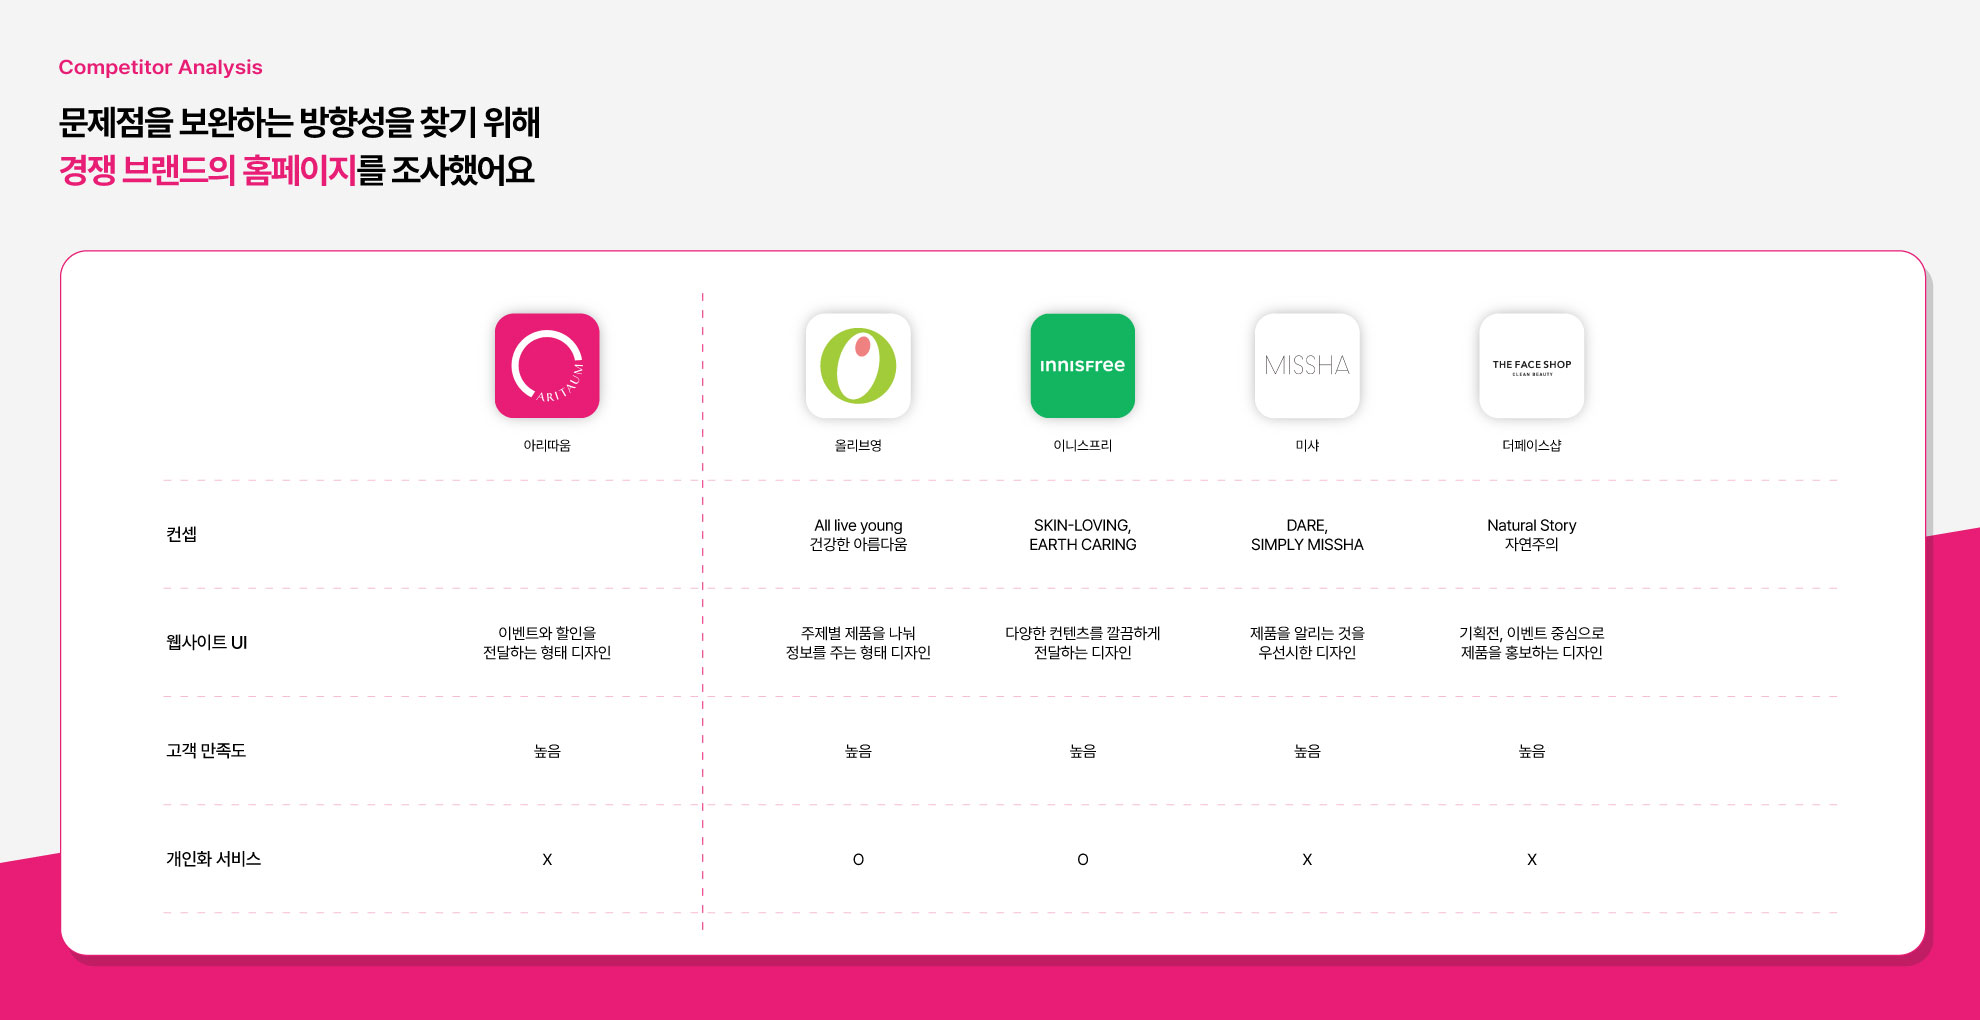 Competitor Analysis
문제점을 보완하는 방향성을 찾기 위해
경쟁 브랜드의 홈페이지를 조사했어요
ARITAUM
innisfree
MISSHA
THE FACE SHOP
CLEAN BEAUTY
아리따움
올리브영
이니스프리
미샤
더페이스샵
컨셉
All live young
건강한 아름다움
SKIN-LOVING,
EARTH CARING
DARE,
SIMPLY MISSHA
Natural Story
자연주의
웹사이트 UI
이벤트와 할인을
전달하는 형태 디자인
주제별 제품을 나눠
정보를 주는 형태 디자인
다양한 컨텐츠를 깔끔하게
전달하는 디자인
제품을 알리는 것을
우선시한 디자인
기획전, 이벤트 중심으로
제품을 홍보하는 디자인
고객 만족도
높음
높음
높음
높음
높음
개인화 서비스
X
O
O
X
X